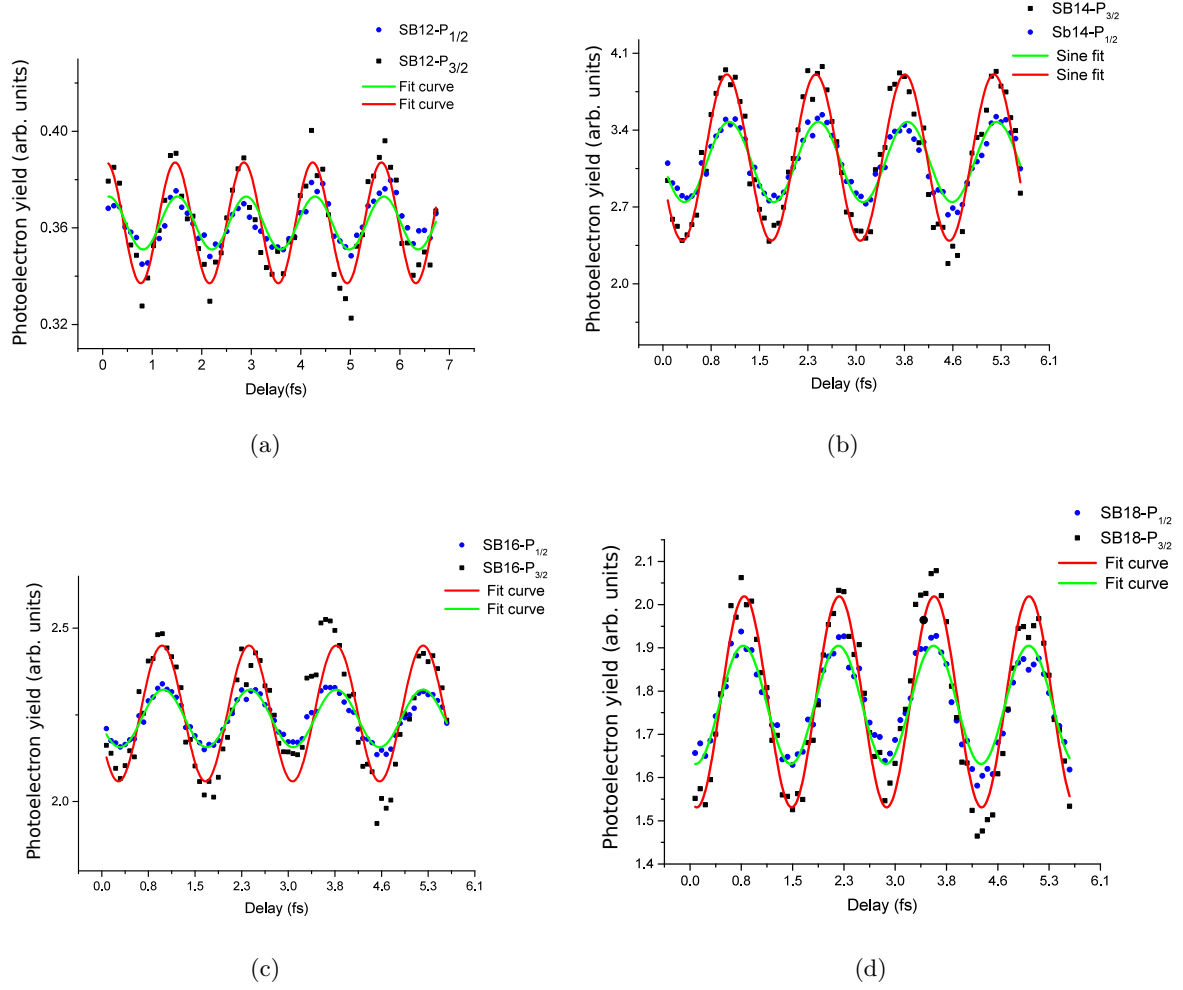 SB12-P1/2
SB12-P3/2
Fit curve
Fit curve
Photoelectron yield (arb. units)
0.40
0.36
0.32
0 1 2 3 4 5 6 7
Delay(fs)
(a)
SB14-P3/2
Sb14-P1/2
Sine fit
Sine fit
Photoelectron yield (arb. units)
4.1
3.4
2.7
2.0
0.0 0.8 1.5 2.3 3.0 3.8 4.6 5.3 6.1
Delay (fs)
(b)
SB16-P1/2
SB16-P3/2
Fit curve
Fit curve
Photoelectron yield (arb. units)
2.5
2.0
0.0 0.8 1.5 2.3 3.0 3.8 4.6 5.3 6.1
Delay (fs)
(c)
SB18-P1/2
SB18-P3/2
Fit curve
Fit curve
Photoelectron yield (arb. units)
2.1
2.0
1.9
1.8
1.7
1.6
1.5
1.4
0.0 0.8 1.5 2.3 3.0 3.8 4.6 5.3 6.1
Delay (fs)
(d)